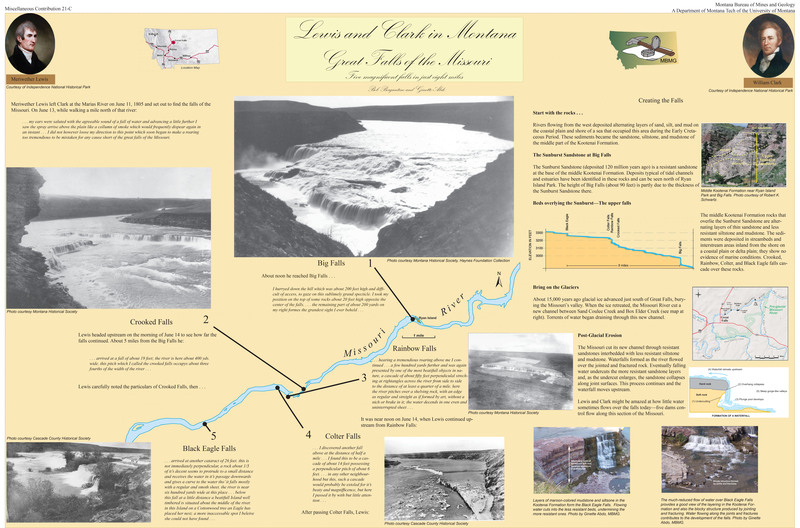 Miscellaneous Contribution 21-C
Montana Bureau of Mines and Geology
A Department of Montana Tech of the University of Montana
Lewis and Clark in Montana
Great Falls of the Missouri
Five magnificent falls in just eight miles
Meriwether Lewis
Courtesy of Independence National Historical Park
Location Map
MBMG
William Clark
Courtesy of Independence National Historical Park
Meriwether Lewis left Clark at the Marias River on June 11, 1805 and set out to find the falls of the
Missouri. On June 13, while walking a mile north of that river:
my ears were saluted with the agreeable sound of a fall of water and advancing a little further I
saw the spray arrise above the plain like a collumn of smoke which would frequently dispear again in
an instant . . . I did not however loose my direction to this point which soon began to make a roaring
too tremendious to be mistaken for any cause short of the great falls of the Missouri.
Photo courtesy Montana Historical Society
Photo courtesy Montana Historical Society, Haynes Foundation Collection
Big Falls
1
About noon he reached Big Falls . . .
I hurryed down the hill which was about 200 feet high and diffi-
cult of access, to gaze on this sublimely grand specticle. I took my
position on the top of some rocks about 20 feet high opposite the
center of the falls. . . . the remaining part of about 200 yards on
my right formes the grandest sight I ever beheld . . .
Crooked Falls
2
Lewis headed upstream on the morning of June 14 to see how far the
falls continued. About 5 miles from the Big Falls he:
. . . arrived at a fall of about 19 feet; the river is here about 400 yds.
wide. this pitch which I called the crooked falls occupys about three
fourths of the width of the river . . .
Lewis carefully noted the particulars of Crooked Falls, then . . .
Missouri River
Ryan Island
N
1 mile
Rainbow Falls
3
. . . hearing a tremendious roaring above me I con-
tinued . . . a few hundred yards further and was again
presented by one of the most beatifull objects in na-
ture, a cascade of about fifty feet perpendicular stretch-
ing at rightangles across the river from side to side
to the distance of at least a quarter of a mile. here
the river pitches over a shelving rock, with an edge
as regular and streight as if formed by art, without a
nich or brake in it; the water decends in one even and
uninterupted sheet . . .
It was near noon on June 14, when Lewis continued up-
stream from Rainbow Falls:
Photo courtesy Montana Historical Society
4
Colter Falls
I discovered another fall
above at the distance of half a
mile . . . I found this to be a cas-
cade of about 14 feet possessing
a perpendicular pitch of about 6
feet . . . in any other neighbour-
hood but this, such a cascade
would probably be extoled for it's
beaty and magnifficence, but here
I passed it by with but little atten-
tion . . .
After passing Colter Falls, Lewis:
Photo courtesy Cascade County Historical Society
5
Black Eagle Falls
. . . arrived at another cataract of 26 feet. this is
not immediately perpendicular, a rock about 1/3
of it's decent seems to protrude to a small distance
and receives the water in it's passage downwards
and gives a curve to the water tho' it falls mostly
with a regular and smoth sheet. the river is near
six hundred yards wide at this place. . . . below
this fall at a little distance a beatifull Island well
timbered is situated about the middle of the river.
in this Island on a Cottonwood tree an Eagle has
placed her nest; a more inaccessable spot I beleive
she could not have found . . .
Photo courtesy Cascade County Historical Society
Creating the Falls
Start with the rocks . . .
Rivers flowing from the west deposited alternating layers of sand, silt, and mud on
the coastal plain and shore of a sea that occupied this area during the Early Creta-
ceous Period. These sediments became the sandstone, siltstone, and mudstone of
the middle part of the Kootenai Formation.
The Sunburst Sandstone at Big Falls
The Sunburst Sandstone (deposited 120 million years ago) is a resistant sandstone
at the base of the middle Kootenai Formation. Deposits typical of tidal channels
and estuaries have been identified in these rocks and can be seen north of Ryan
Island Park. The height of Big Falls (about 90 feet) is partly due to the thickness of
the Sunburst Sandstone there.
Middle Kootenai Formation near Ryan Island
Park and Big Falls. Photo courtesy of Robert K.
Schwartz
Beds overlying the Sunburst—The upper falls
ELEVATION IN FEET
Black Eagle
Colter Falls
Rainbow Falls
Crooked Falls
Big Falls
The middle Kootenai Formation rocks that
overlie the Sunburst Sandstone are alter-
nating layers of thin sandstone and less
resistant siltstone and mudstone. The sedi-
ments were deposited in streambeds and
interstream areas inland from the shore on
a coastal plain or delta plain; they show no
evidence of marine conditions. Crooked,
Rainbow, Colter, and Black Eagle falls cas-
cade over these rocks.
Bring on the Glaciers
About 15,000 years ago glacial ice advanced just south of Great Falls, bury-
ing the Missouri's valley. When the ice retreated, the Missouri River cut a
new channel between Sand Coulee Creek and Box Elder Creek (see map at
right). Torrents of water began draining through this new channel.
Post-Glacial Erosion
The Missouri cut its new channel through resistant
sandstones interbedded with less resistant siltstone
and mudstone. Waterfalls formed as the river flowed
over the jointed and fractured rock. Eventually falling
water undercuts the more resistant sandstone layers
and, as the undercut enlarges, the sandstone collapses
along joint surfaces. This process continues and the
waterfall moves upstream.
Lewis and Clark might be amazed at how little water
sometimes flows over the falls today—five dams con-
trol flow along this section of the Missouri.
FORMATION OF A WATERFALL
Layers of maroon-colored mudstone and siltstone in the
Kootenai Formation form the Black Eagle Falls. Flowing
water cuts into the less resistant beds, undermining the
more resistant ones. Photo by Ginette Abdo, MBMG.
The much-reduced flow of water over Black Eagle Falls
provides a good view of the layering in the Kootenai For-
mation and also the blocky structure produced by jointing
and fracturing. Water flowing along the joints and fractures
contributes to the development of the falls. Photo by Ginette
Abdo, MBMG.